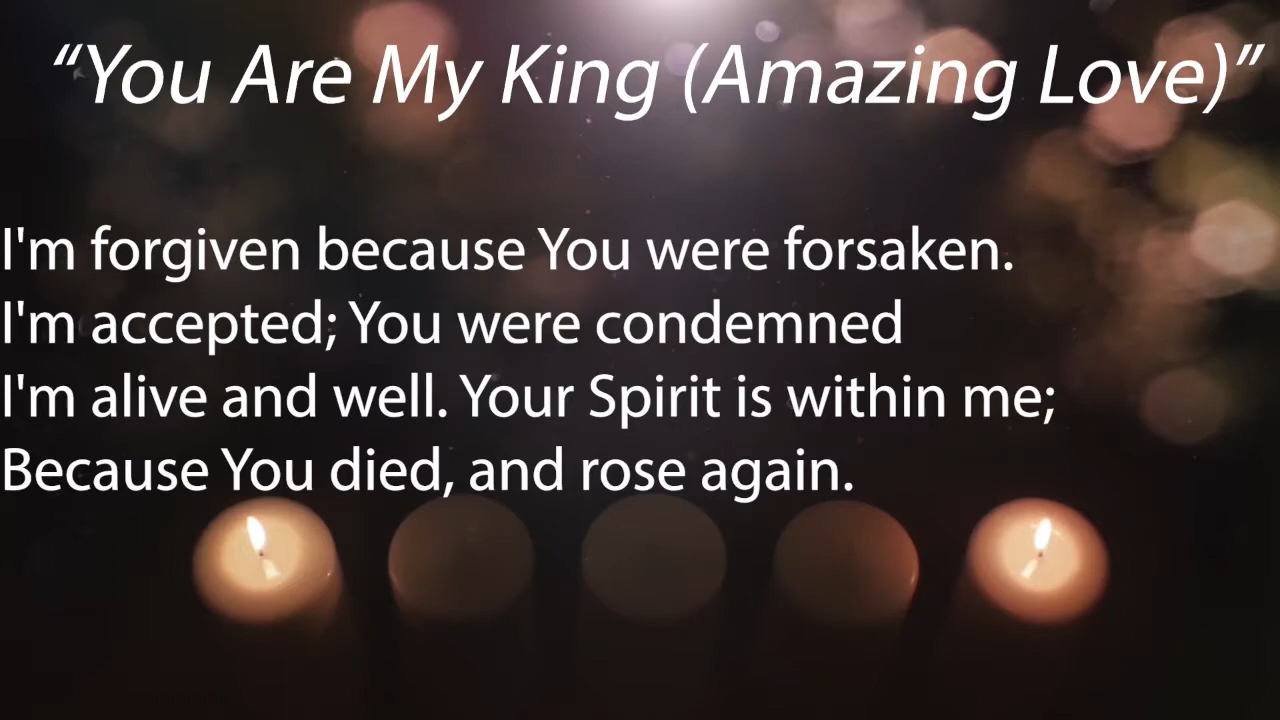 “You Are My King (Amazing Love)”
I'm forgiven because You were forsaken.
I'm accepted; You were condemned
I'm alive and well. Your Spirit is within me;
Because You died, and rose again.